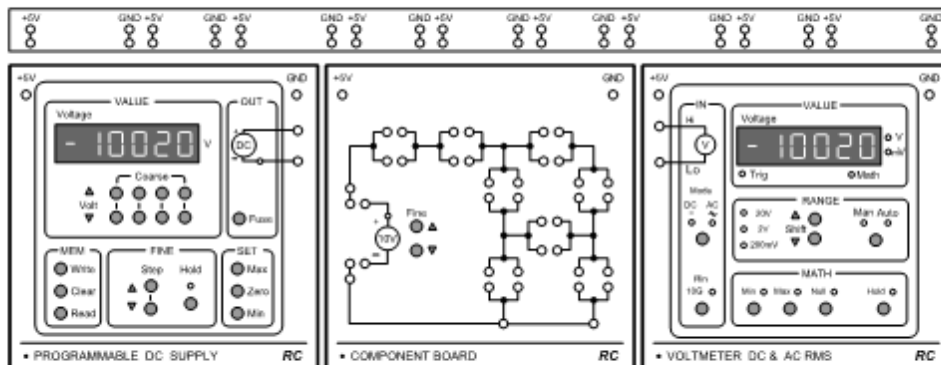 +5V GND +5V GND +5V GND +5V GND +5V GND +5V GND +5V GND +5V GND +5V GND
+5V GND
VALUE OUT
Voltage
- 10020 V
+
DC
-
Coarse
Volt
Fuse
MEM FINE SET
Write Step Hold Max
Clear Zero
Read Min
• PROGRAMMABLE DC SUPPLY RC
+5V GND
+
10V
-
Fine
• COMPONENT BOARD RC
+5V GND
IN VALUE
Hi
V
Lo
Voltage
- 10020 V
mV
Trig Math
Mode
DC AC
RANGE
20V
2V
200mV
Shift
Man Auto
Rin
10G
MATH
Min Max Null Hold
• VOLTMETER DC & AC RMS RC